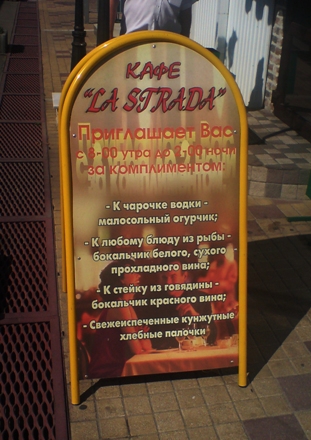 КАФЕ
"LA STRADA"
Приглашает Вас
с 8-00 утра до 3-00 ночи
за комплиментом:
- К чарочке водки -
малосольный огурчик;
- К любому блюду из рыбы -
бокальчик белого, сухого
прохладного вина;
- К стейку из говядины -
бокальчик красного вина;
- Свежеиспеченные кунжутные
хлебные палочки